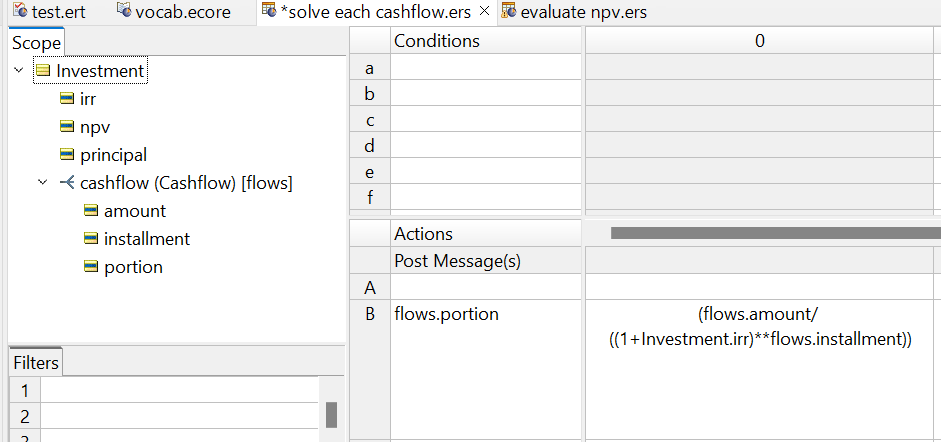 test.ert vocab.ecore *solve each cashflow.ers evaluate npv.ers
Scope
Investment
irr
npv
principal
cashflow (Cashflow) [flows]
amount
installment
portion
Filters
1
2
Conditions 0
a
b
c
d
e
f
Actions
Post Message(s)
A
B flows.portion (flows.amount/
((1+Investment.irr)**flows.installment))